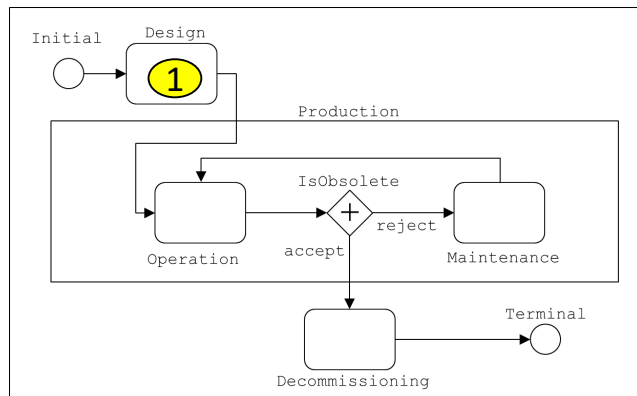 Initial
Design
1
Production
IsObsolete
+
reject
accept
Operation
Maintenance
Terminal
Decommissioning